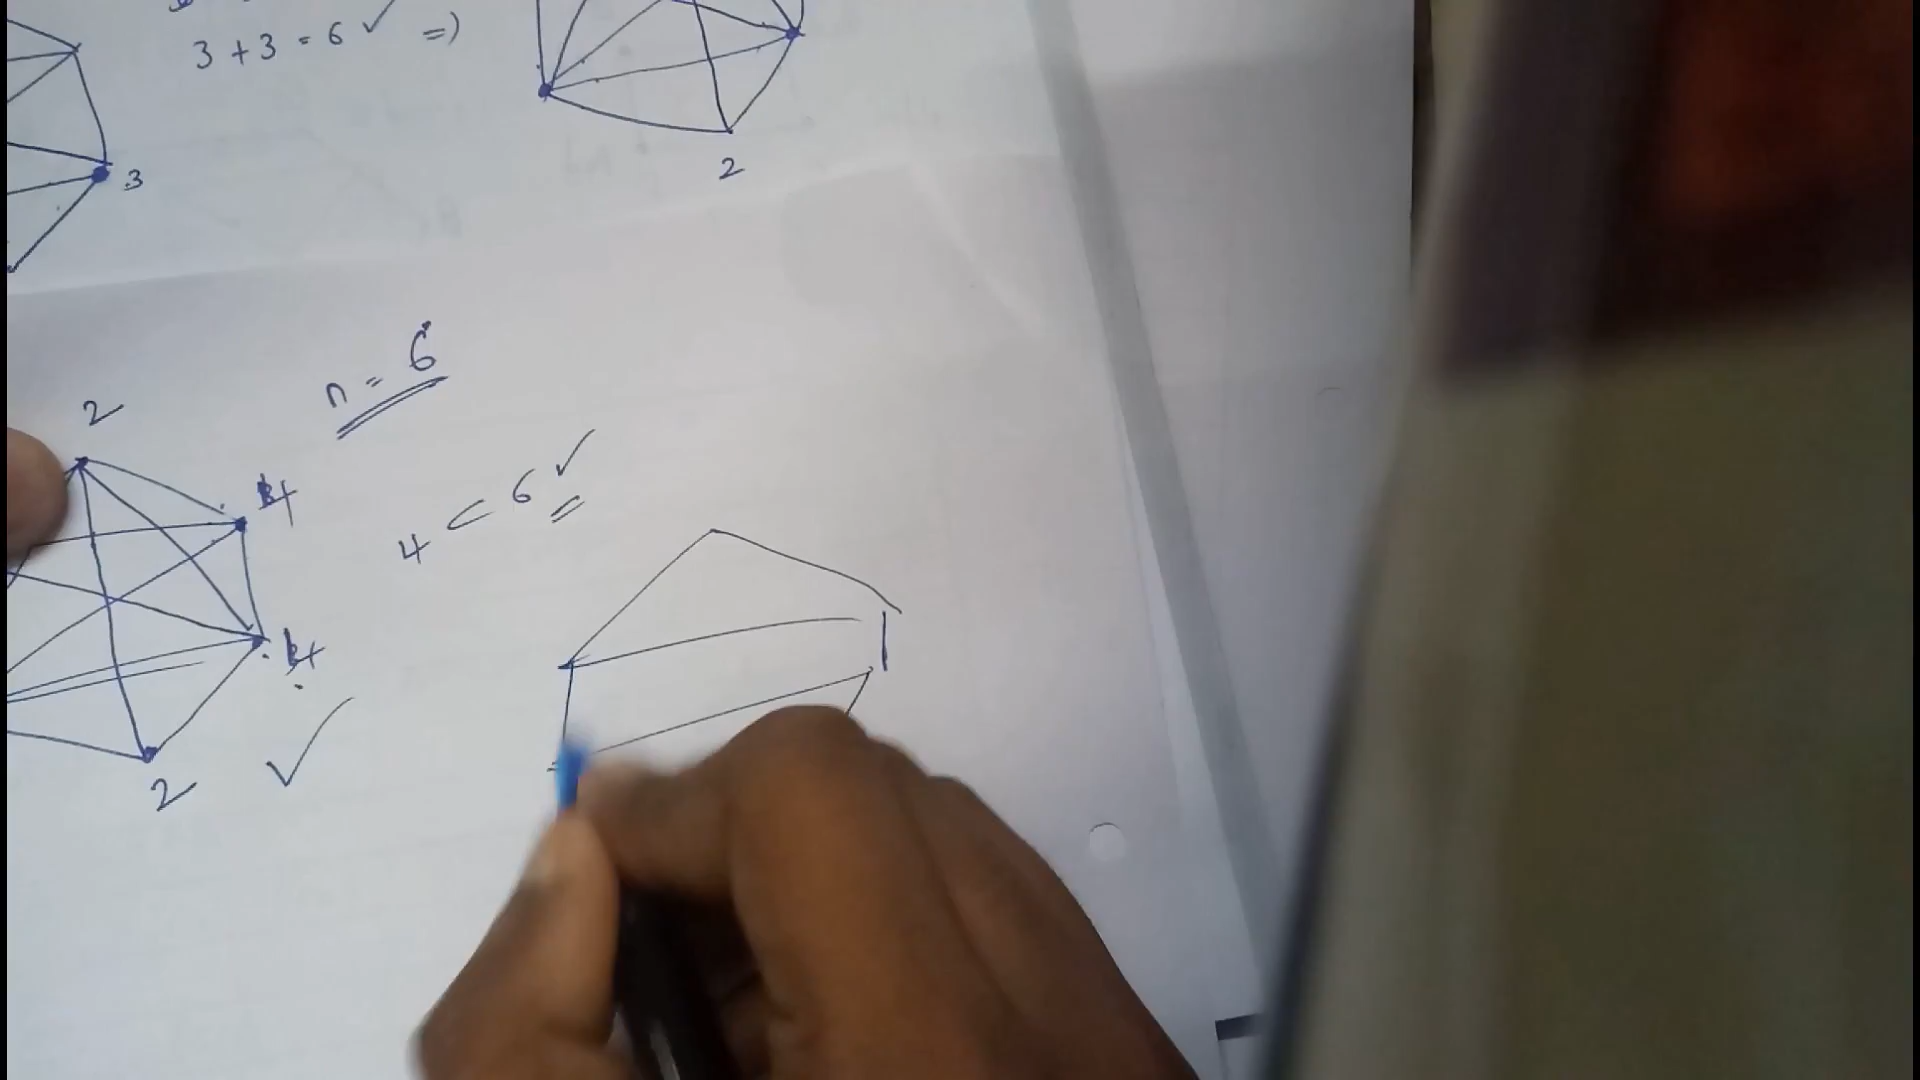 3 + 3 = 6 ✓ =)
3
2
n = 6
2
4 < 6 ✓
4
4
2 ✓